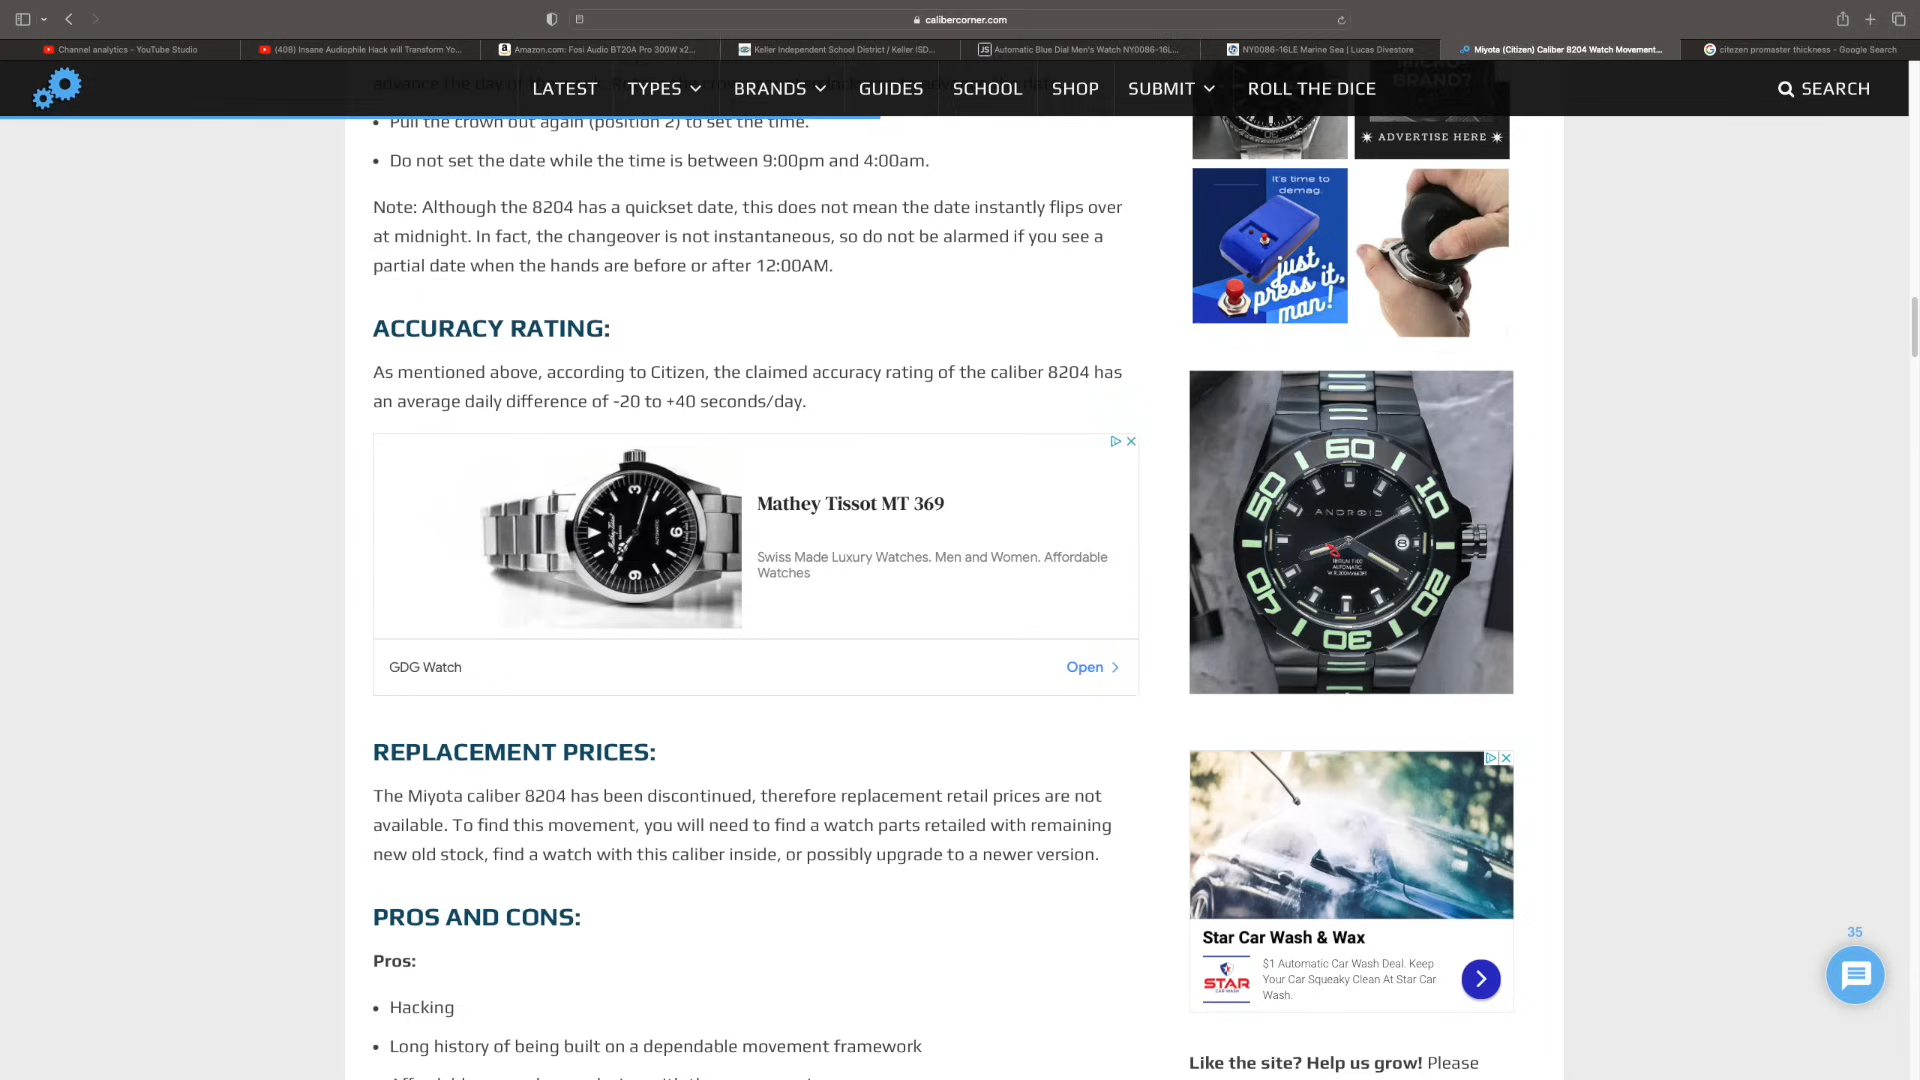 calibercorner.com
Channel analytics - YouTube Studio
(408) Insane Audiophile Hack will Transform Yo...
Amazon.com: Fosi Audio BT20A Pro 300W x2...
Keller Independent School District / Keller ISD...
JS Automatic Blue Dial Men's Watch NY0086-16L...
NY0086-16LE Marine Sea | Lucas Divestore
Miyota (Citizen) Caliber 8204 Watch Movement...
citezen promaster thickness - Google Search
LATEST TYPES BRANDS GUIDES SCHOOL SHOP SUBMIT ROLL THE DICE SEARCH
Pull the crown out again (position 2) to set the time.
• Do not set the date while the time is between 9:00pm and 4:00am.
Note: Although the 8204 has a quickset date, this does not mean the date instantly flips over
at midnight. In fact, the changeover is not instantaneous, so do not be alarmed if you see a
partial date when the hands are before or after 12:00AM.
ACCURACY RATING:
As mentioned above, according to Citizen, the claimed accuracy rating of the caliber 8204 has
an average daily difference of -20 to +40 seconds/day.
Mathey Tissot MT 369
Swiss Made Luxury Watches. Men and Women. Affordable
Watches
GDG Watch
Open
REPLACEMENT PRICES:
The Miyota caliber 8204 has been discontinued, therefore replacement retail prices are not
available. To find this movement, you will need to find a watch parts retailed with remaining
new old stock, find a watch with this caliber inside, or possibly upgrade to a newer version.
PROS AND CONS:
Pros:
• Hacking
• Long history of being built on a dependable movement framework
BRAND?
ADVERTISE HERE
It's time to
demag.
just
press it,
man!
60
10
20
30
40
50
ANDROID
8
AUTOMATIC
3
6
9
Star Car Wash & Wax
STAR
CAR WASH
$1 Automatic Car Wash Deal. Keep
Your Car Squeaky Clean At Star Car
Wash.
35
Like the site? Help us grow! Please